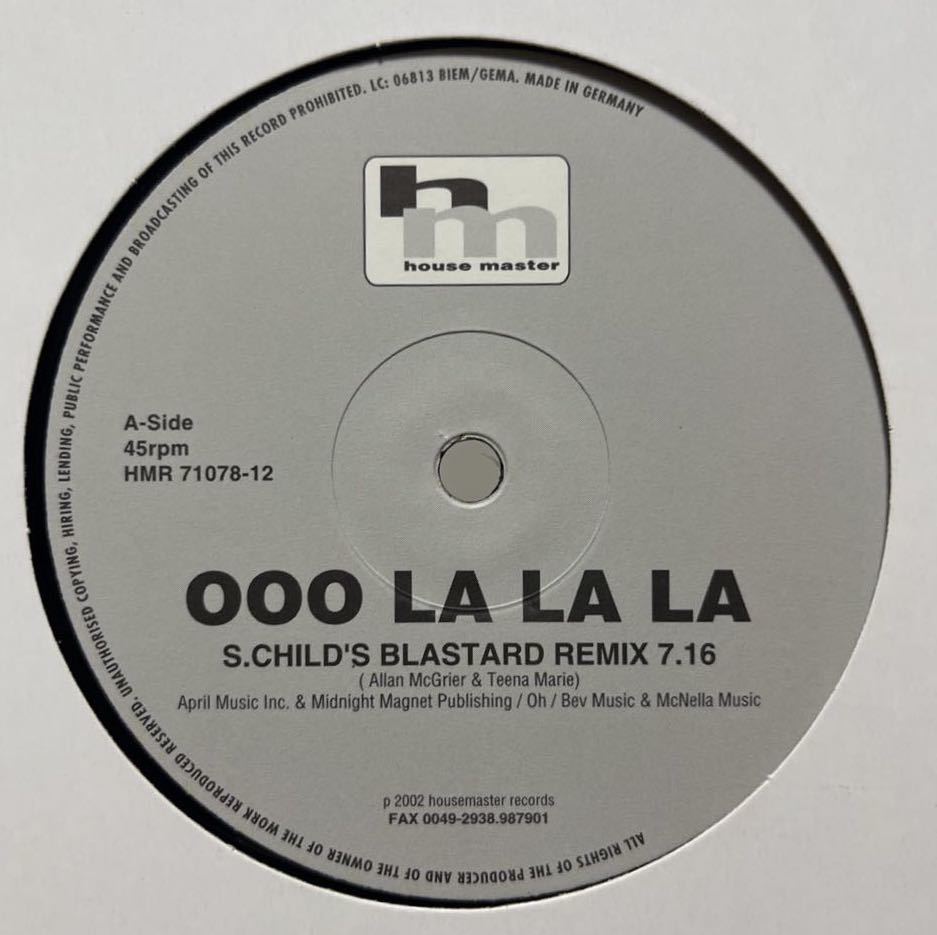 hm
house master
A-Side
45rpm
HMR 71078-12
OOO LA LA LA
S.CHILD'S BLASTARD REMIX 7.16
( Allan McGrier & Teena Marie)
April Music Inc. & Midnight Magnet Publishing / Oh / Bev Music & McNella Music
p 2002 housemaster records
FAX 0049-2938.987901
ALL RIGHTS OF THE PRODUCER AND OF THE OWNER OF THE WORK REPRODUCED RESERVED. UNAUTHORISED COPYING, HIRING, LENDING, PUBLIC PERFORMANCE AND BROADCASTING OF THIS RECORD PROHIBITED. LC: 06813 BIEM/GEMA. MADE IN GERMANY